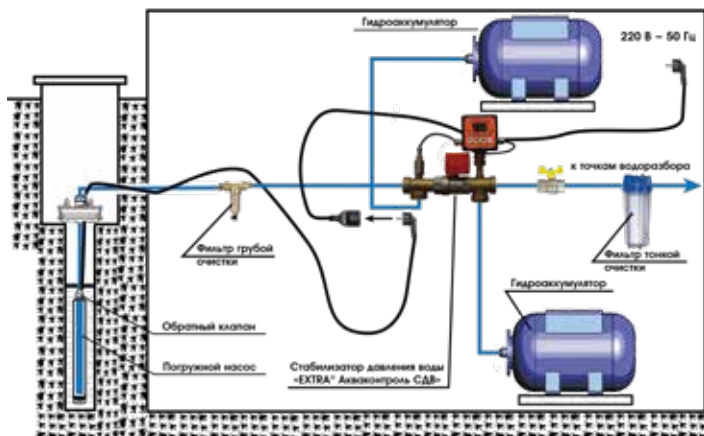 Гидроаккумулятор
220 В ~ 50 Гц
к точкам водоразбора
Фильтр грубой
очистки
Фильтр тонкой
очистки
Гидроаккумулятор
Обратный клапан
Погружной насос
Стабилизатор давления воды
«EXTRA® Акваконтроль СДВ»